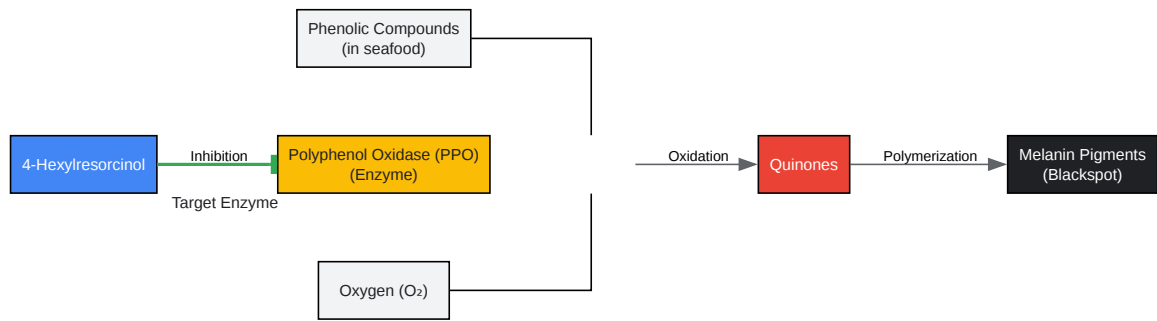 Phenolic Compounds
(in seafood)
4-Hexylresorcinol
Inhibition
Target Enzyme
Polyphenol Oxidase (PPO)
(Enzyme)
Oxygen (O₂)
Oxidation
Quinones
Polymerization
Melanin Pigments
(Blackspot)